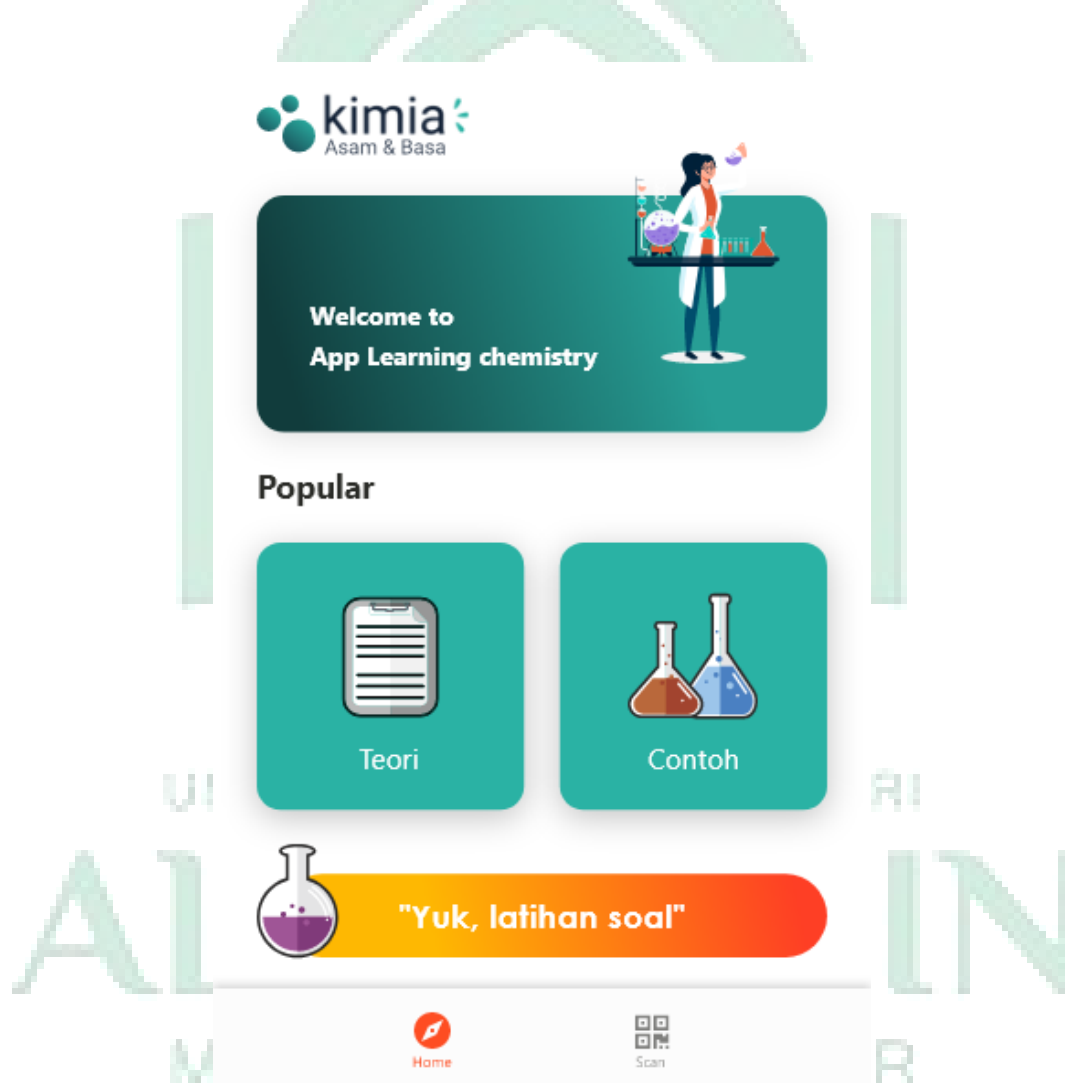 kimia
Asam & Basa
Welcome to
App Learning chemistry
Popular
Teori
Contoh
"Yuk, latihan soal"
Home
Scan